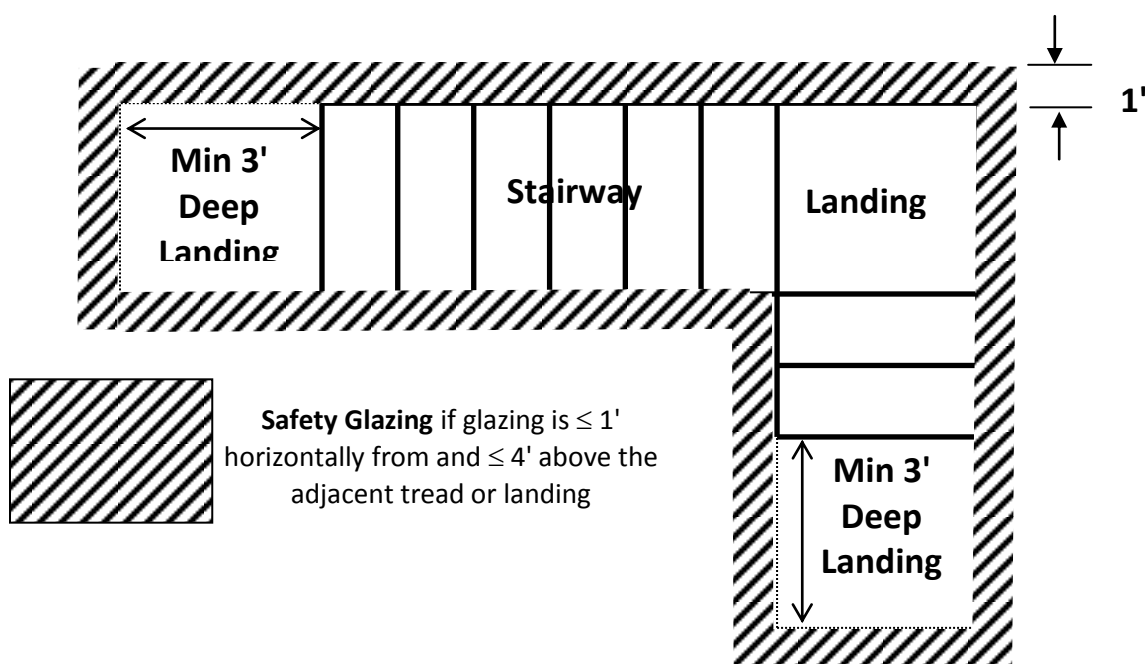 1'
Min 3'
Deep
Landing
Stairway
Landing
Safety Glazing if glazing is ≤ 1'
horizontally from and ≤ 4' above the
adjacent tread or landing
Min 3'
Deep
Landing